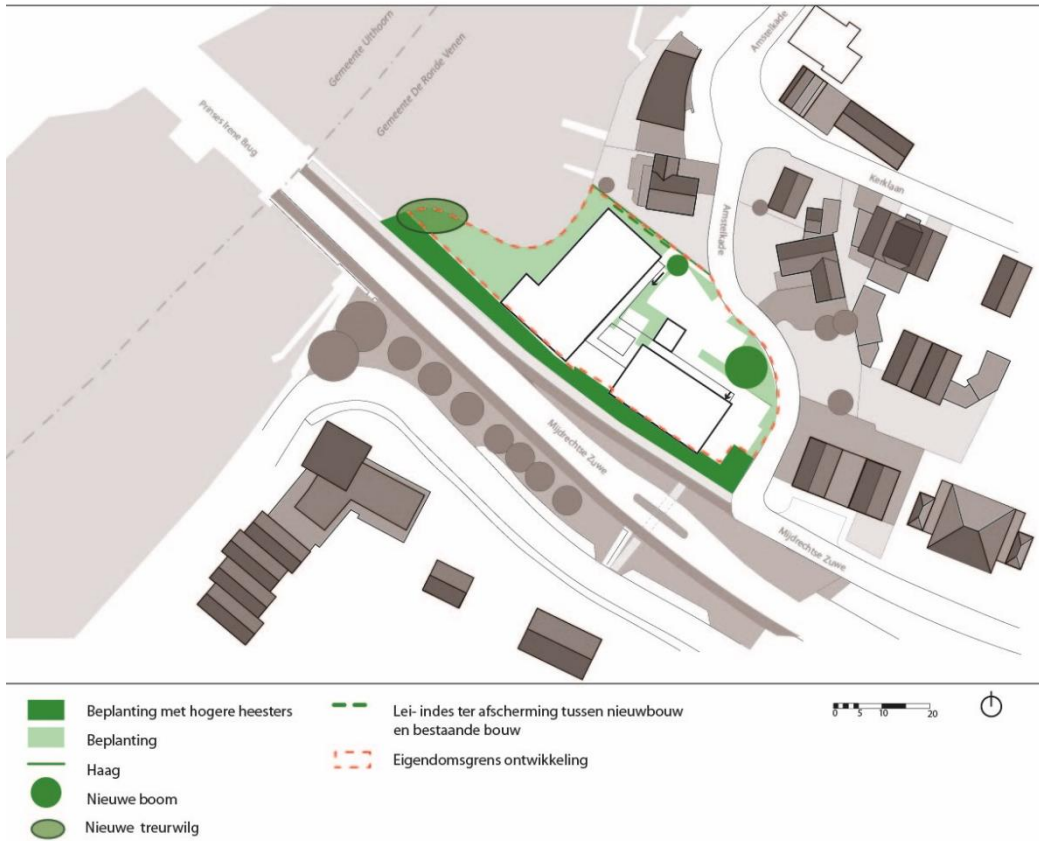 Gemeente Uithoorn
Gemeente De Ronde Venen
Prinses Irene Brug
Amstelkade
Kerklaan
Amstelkade
Mijdrechtse Zuwe
Mijdrechtse Zuwe
Beplanting met hogere heesters
Beplanting
Haag
Nieuwe boom
Nieuwe treurwilg
Lei- indes ter afscherming tussen nieuwbouw
en bestaande bouw
Eigendomsgrens ontwikkeling
0 5 10 20